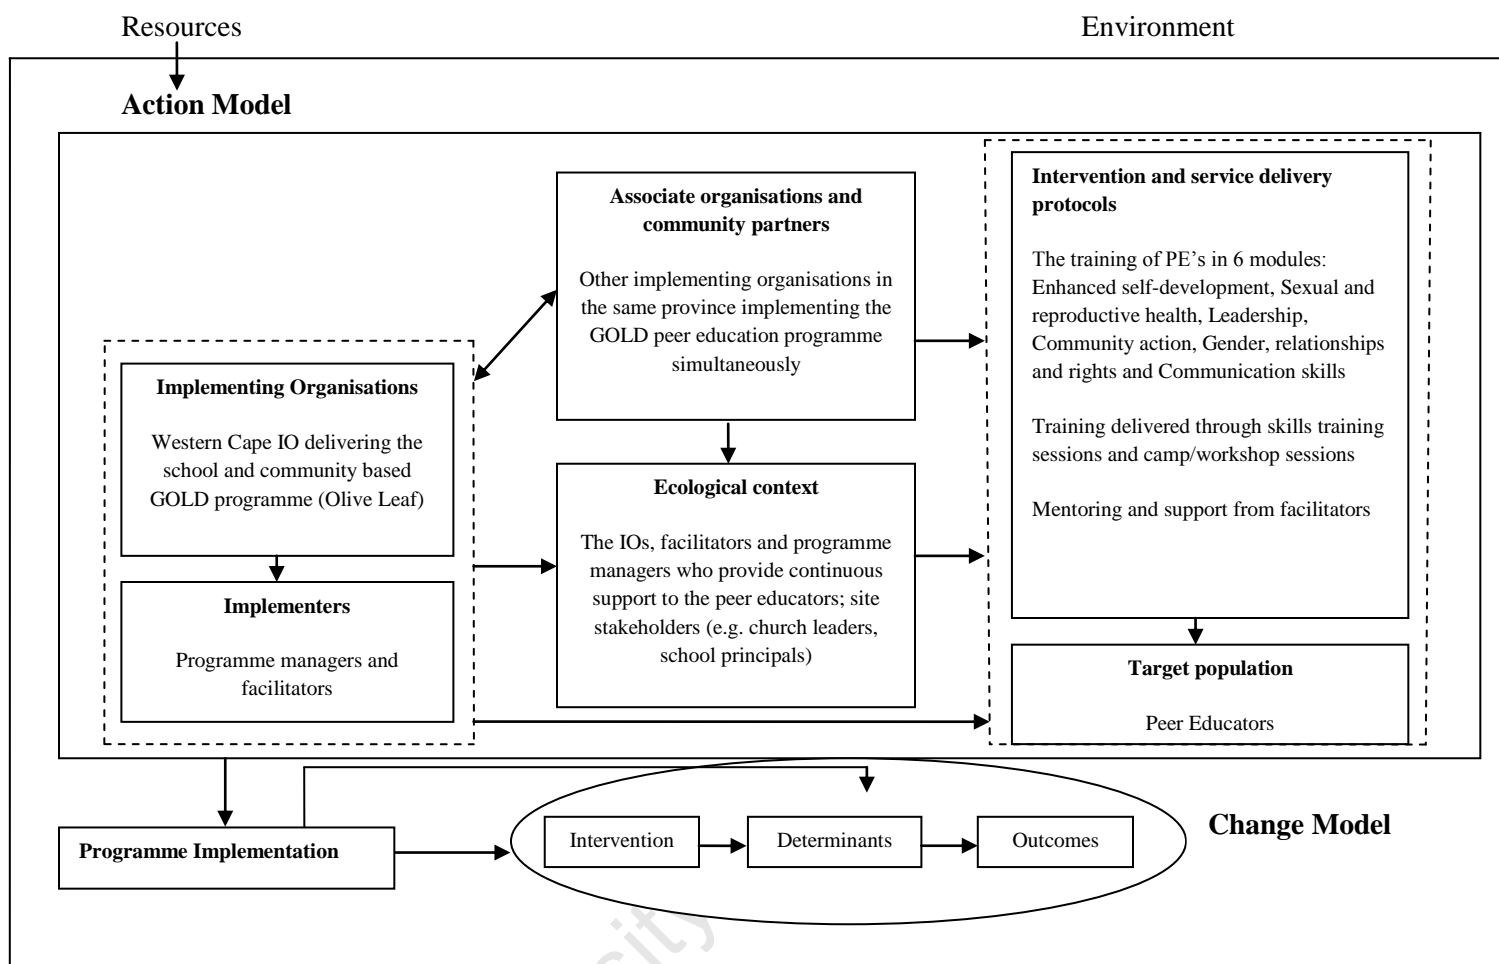 Resources
Environment
Action Model
Associate organisations and
community partners
Other implementing organisations in
the same province implementing the
GOLD peer education programme
simultaneously
Intervention and service delivery
protocols
The training of PE's in 6 modules:
Enhanced self-development, Sexual and
reproductive health, Leadership,
Community action, Gender, relationships
and rights and Communication skills
Training delivered through skills training
sessions and camp/workshop sessions
Mentoring and support from facilitators
Implementing Organisations
Western Cape IO delivering the
school and community based
GOLD programme (Olive Leaf)
Ecological context
The IOs, facilitators and programme
managers who provide continuous
support to the peer educators; site
stakeholders (e.g. church leaders,
school principals)
Implementers
Programme managers and
facilitators
Target population
Peer Educators
Programme Implementation
Intervention
Determinants
Outcomes
Change Model
sity